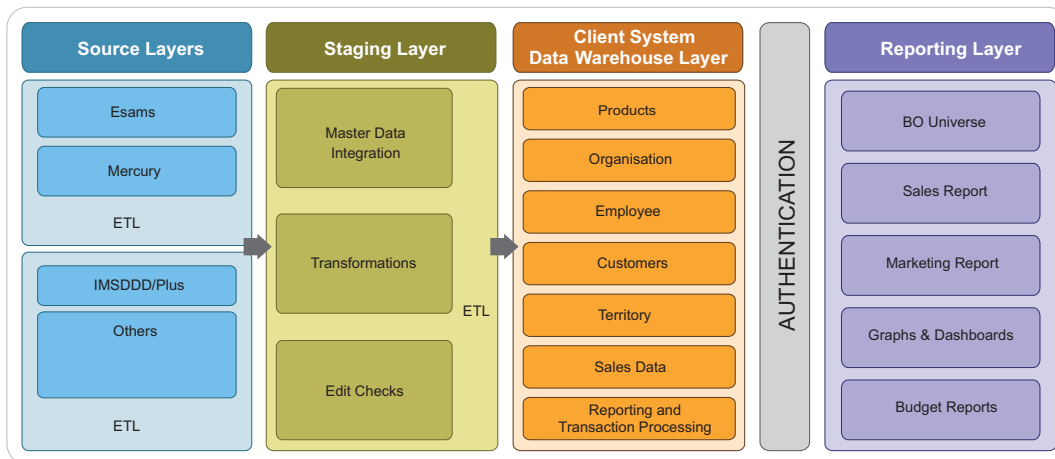 Source Layers
Esams
Mercury
ETL
IMSDDD/Plus
Others
ETL
Staging Layer
Master Data
Integration
Transformations
ETL
Edit Checks
Client System
Data Warehouse Layer
Products
Organisation
Employee
Customers
Territory
Sales Data
Reporting and
Transaction Processing
AUTHENTICATION
Reporting Layer
BO Universe
Sales Report
Marketing Report
Graphs & Dashboards
Budget Reports